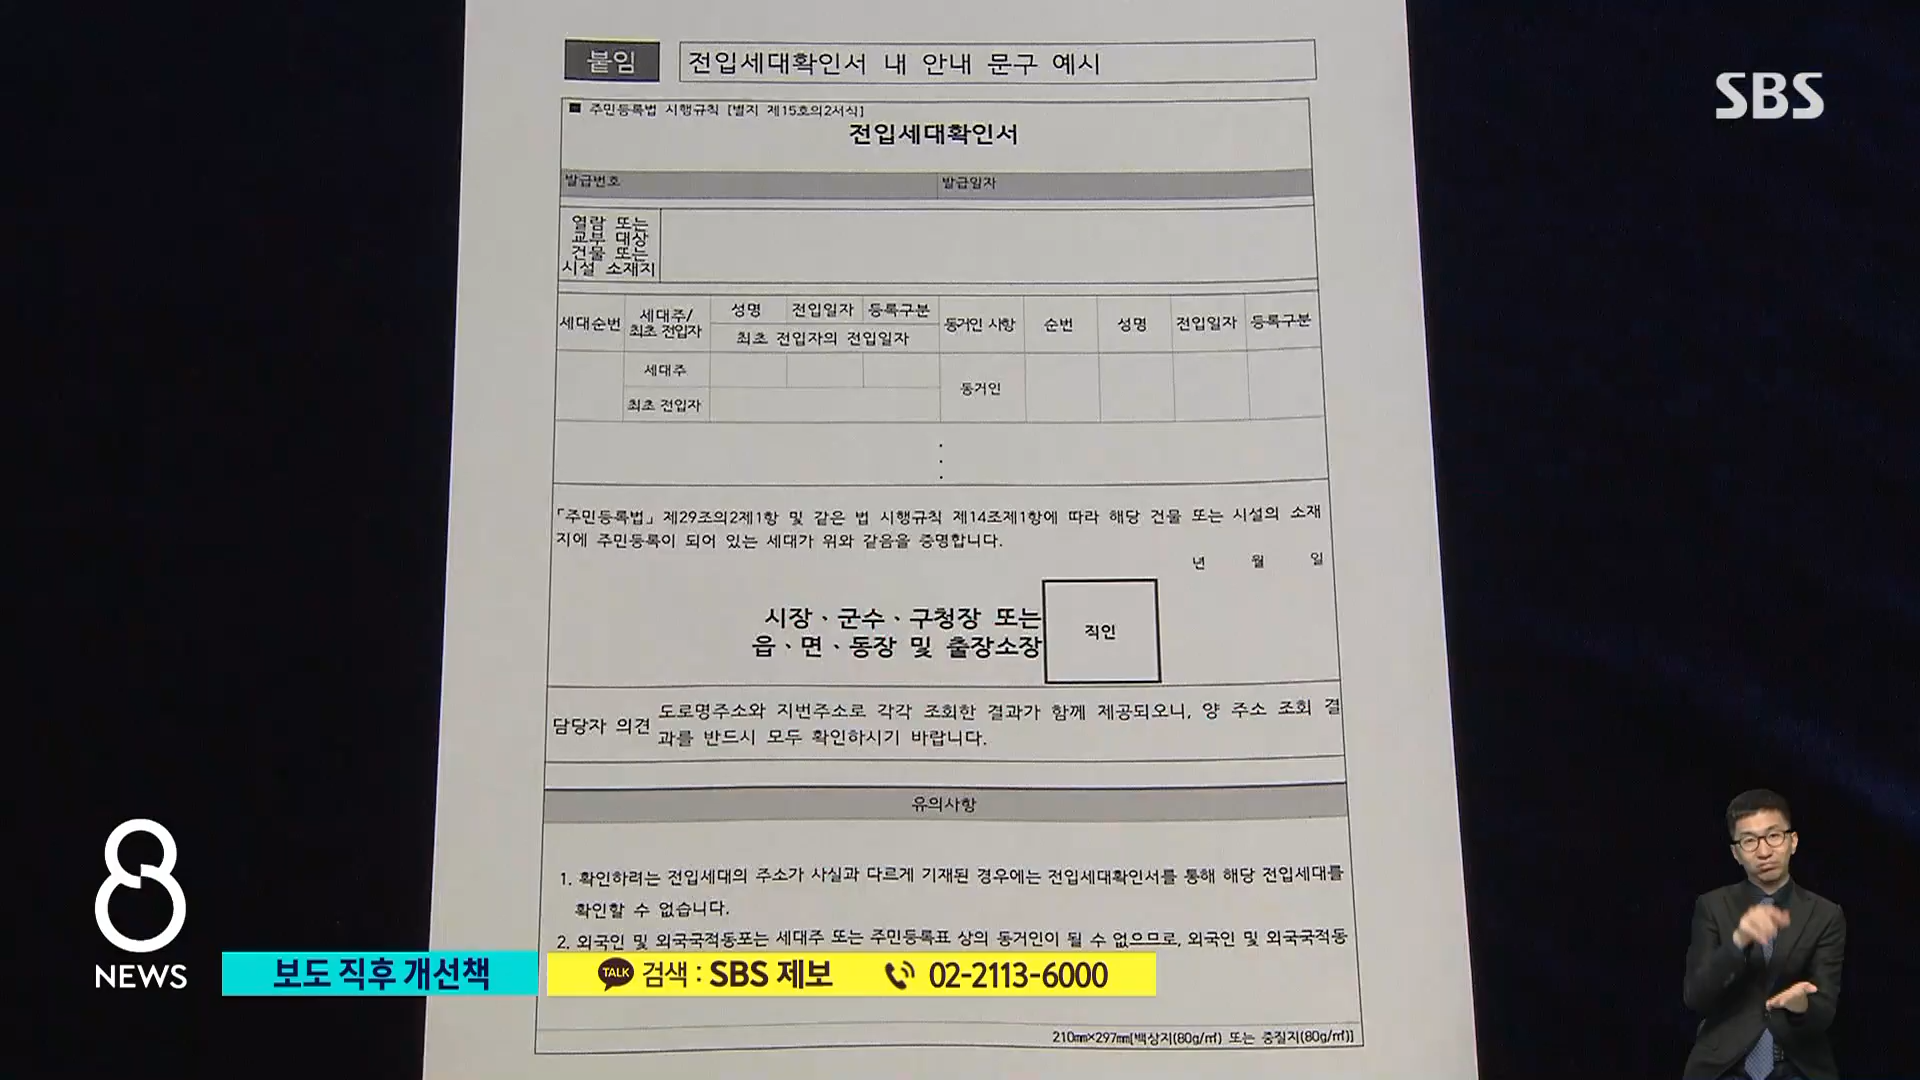 붙임
전입세대확인서 내 안내 문구 예시
SBS
■ 주민등록법 시행규칙 [별지 제15호의2서식]
전입세대확인서
발급번호
발급일자
열람 또는
교부 대상
건물 또는
시설 소재지
세대순번
세대주/
최초 전입자
성명
전입일자
등록구분
최초 전입자의 전입일자
동거인 사항
순번
성명
전입일자
등록구분
세대주
최초 전입자
동거인
「주민등록법」 제29조의2제1항 및 같은 법 시행규칙 제14조제1항에 따라 해당 건물 또는 시설의 소재
지에 주민등록이 되어 있는 세대가 위와 같음을 증명합니다.
년 월 일
시장ㆍ군수ㆍ구청장 또는
읍ㆍ면ㆍ동장 및 출장소장
직인
담당자 의견
도로명주소와 지번주소로 각각 조회한 결과가 함께 제공되오니, 양 주소 조회 결
과를 반드시 모두 확인하시기 바랍니다.
유의사항
1. 확인하려는 전입세대의 주소가 사실과 다르게 기재된 경우에는 전입세대확인서를 통해 해당 전입세대를
확인할 수 없습니다.
2. 외국인 및 외국국적동포는 세대주 또는 주민등록표 상의 동거인이 될 수 없으므로, 외국인 및 외국국적동
8
NEWS
보도 직후 개선책
TALK 검색 : SBS 제보 02-2113-6000
210㎜×297㎜[백상지(80g/㎡) 또는 중질지(80g/㎡)]